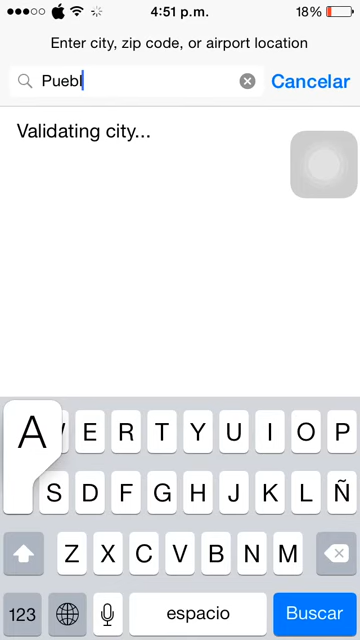 4:51 p.m. 18%
Enter city, zip code, or airport location
Puebl Cancelar
Validating city...
A E R T Y U I O P
S D F G H J K L Ñ
Z X C V B N M
123 espacio Buscar